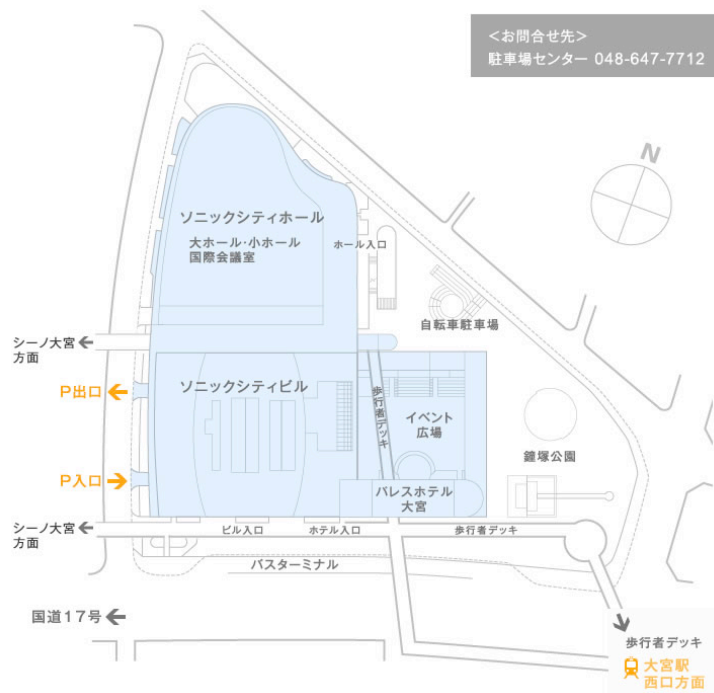 <お問合せ先>
駐車場センター 048-647-7712
N
ソニックシティホール
大ホール・小ホール
国際会議室
ホール入口
自転車駐車場
シーノ大宮
方面
P出口
ソニックシティビル
歩行者デッキ
イベント
広場
鐘塚公園
P入口
パレスホテル
大宮
シーノ大宮
方面
ビル入口
ホテル入口
歩行者デッキ
バスターミナル
国道17号
歩行者デッキ
大宮駅
西口方面